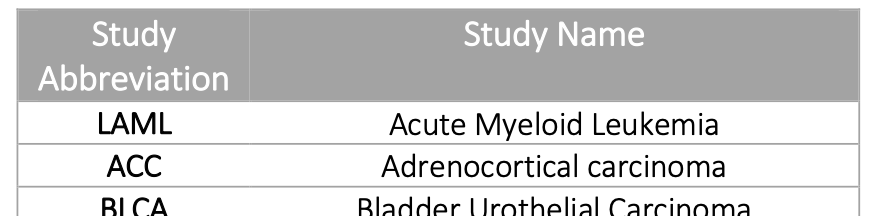 Study Abbreviation Study Name
LAML Acute Myeloid Leukemia
ACC Adrenocortical carcinoma
BLCA Bladder Urothelial Carcinoma